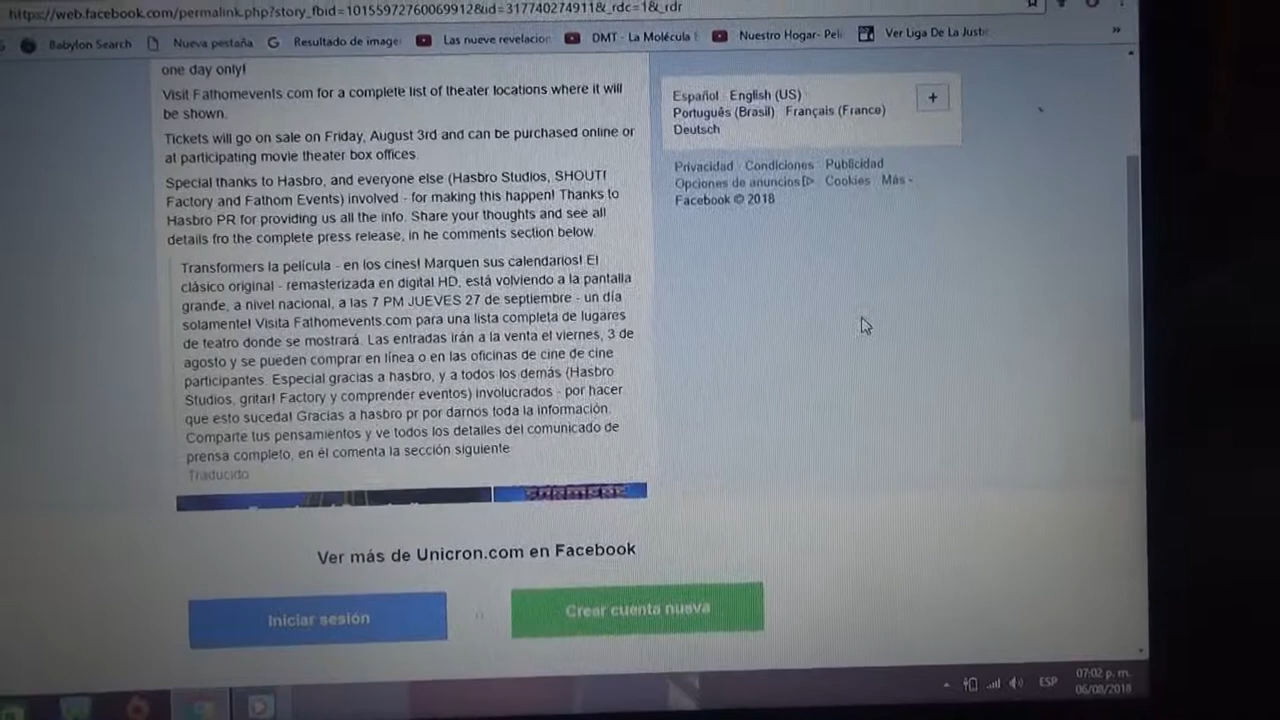 https://web.facebook.com/permalink.php?story_fbid=10155972760069912&id=317740274911&_rdc=1&_rdr
Babylon Search Nueva pestaña Resultado de image Las nueve revelacion DMT - La Molécula Nuestro Hogar- Peli Ver Liga De La Justic »
one day only!
Visit Fathomevents.com for a complete list of theater locations where it will
be shown.
Tickets will go on sale on Friday, August 3rd and can be purchased online or
at participating movie theater box offices.
Special thanks to Hasbro, and everyone else (Hasbro Studios, SHOUT!
Factory and Fathom Events) involved - for making this happen! Thanks to
Hasbro PR for providing us all the info. Share your thoughts and see all
details fro the complete press release, in he comments section below.
Transformers la película - en los cines! Marquen sus calendarios! El
clásico original - remasterizada en digital HD, está volviendo a la pantalla
grande, a nivel nacional, a las 7 PM JUEVES 27 de septiembre - un día
solamente! Visita Fathomevents.com para una lista completa de lugares
de teatro donde se mostrará. Las entradas irán a la venta el viernes, 3 de
agosto y se pueden comprar en línea o en las oficinas de cine de cine
participantes. Especial gracias a hasbro, y a todos los demás (Hasbro
Studios, gritar! Factory y comprender eventos) involucrados - por hacer
que esto suceda! Gracias a hasbro pr por darnos toda la información.
Comparte tus pensamientos y ve todos los detalles del comunicado de
prensa completo, en él comenta la sección siguiente
Traducido
Español · English (US) ·
Português (Brasil) · Français (France) ·
Deutsch
+
Privacidad · Condiciones · Publicidad
Opciones de anuncios · Cookies · Más
Facebook © 2018
Ver más de Unicron.com en Facebook
Iniciar sesión
o
Crear cuenta nueva
ESP
07:02 p. m.
06/08/2018